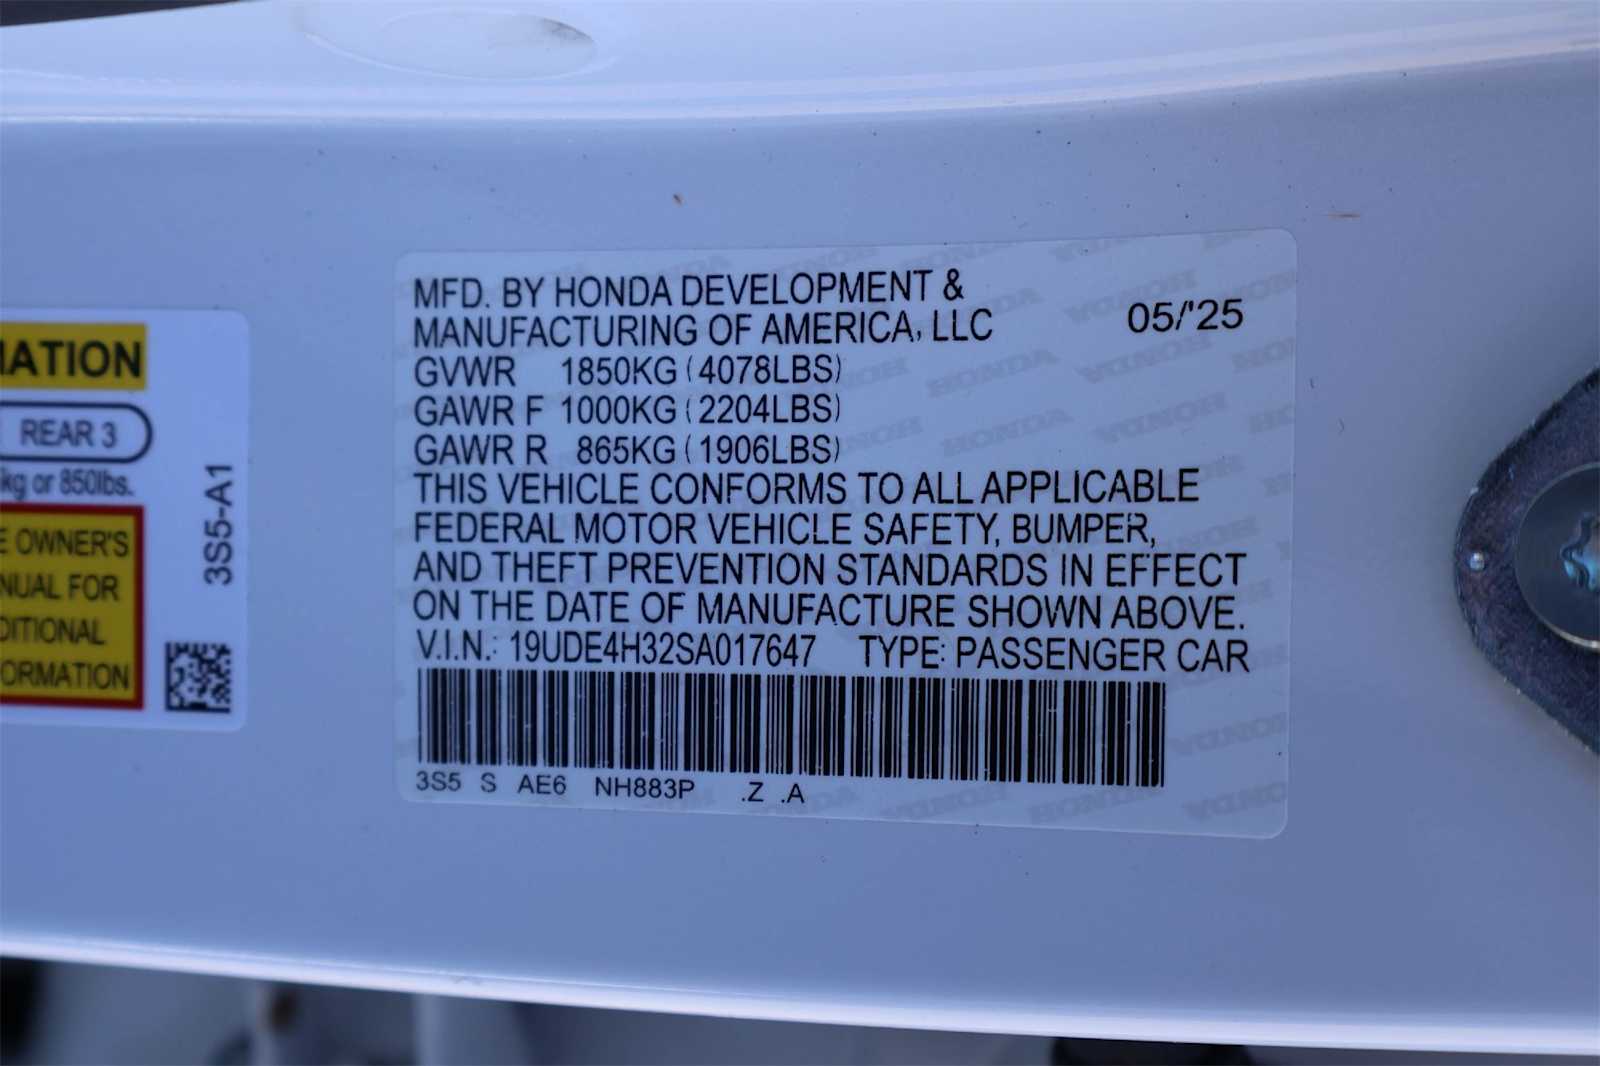 MATION
REAR 3
kg or 850lbs.
E OWNER'S
NUAL FOR
DITIONAL
ORMATION
3S5-A1
MFD. BY HONDA DEVELOPMENT &
MANUFACTURING OF AMERICA, LLC 05/'25
GVWR 1850KG (4078LBS)
GAWR F 1000KG (2204LBS)
GAWR R 865KG (1906LBS)
THIS VEHICLE CONFORMS TO ALL APPLICABLE
FEDERAL MOTOR VEHICLE SAFETY, BUMPER,
AND THEFT PREVENTION STANDARDS IN EFFECT
ON THE DATE OF MANUFACTURE SHOWN ABOVE.
V.I.N.: 19UDE4H32SA017647 TYPE: PASSENGER CAR
3S5 S AE6 NH883P .Z .A